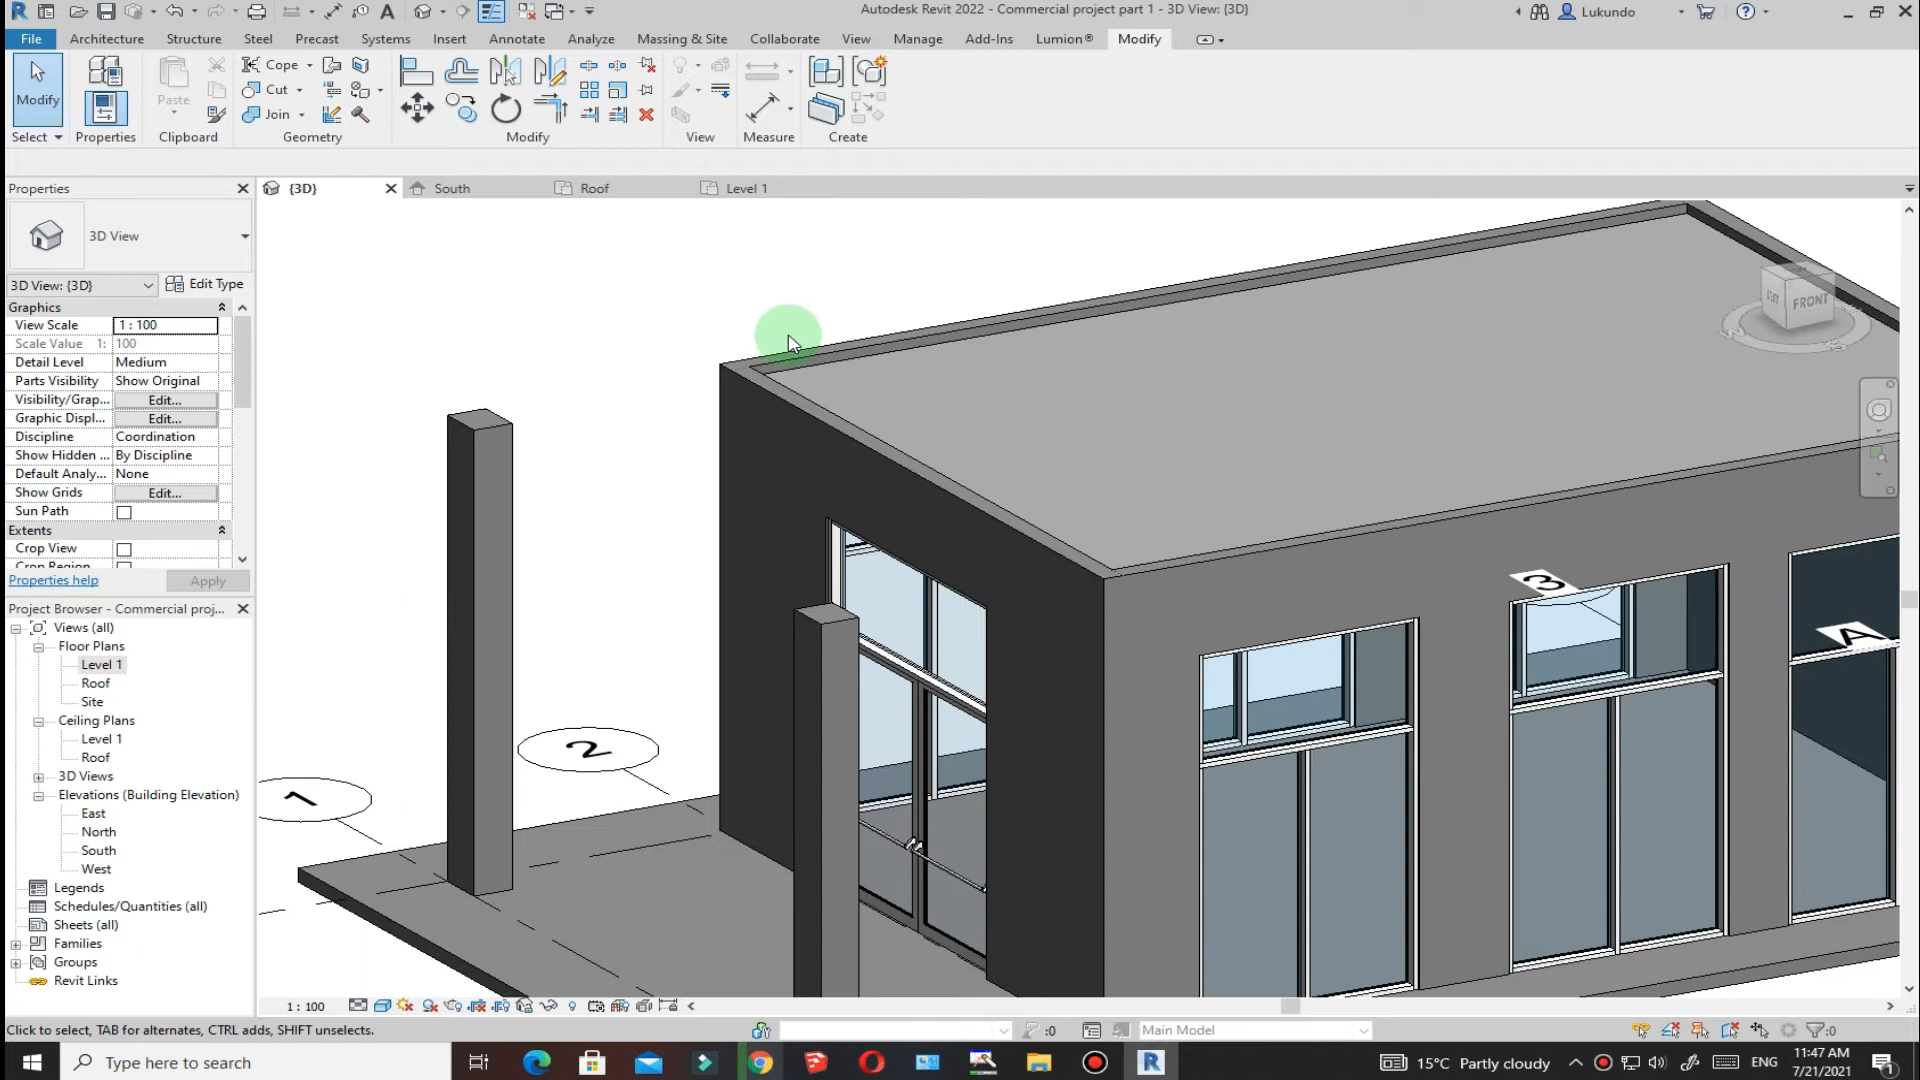 Autodesk Revit 2022 - Commercial project part 1 - 3D View: {3D}
Lukundo
File
Architecture
Structure
Steel
Precast
Systems
Insert
Annotate
Analyze
Massing & Site
Collaborate
View
Manage
Add-Ins
Lumion®
Modify
Modify
Paste
Cope
Cut
Join
Select
Properties
Clipboard
Geometry
Modify
View
Measure
Create
Properties
{3D}
South
Roof
Level 1
3D View
3D View: {3D}
Edit Type
Graphics
View Scale
1 : 100
Scale Value 1:
100
Detail Level
Medium
Parts Visibility
Show Original
Visibility/Grap...
Edit...
Graphic Displ...
Edit...
Discipline
Coordination
Show Hidden ...
By Discipline
Default Analy...
None
Show Grids
Edit...
Sun Path
Extents
Crop View
Crop Region
Properties help
Apply
Project Browser - Commercial proj...
Views (all)
Floor Plans
Level 1
Roof
Site
Ceiling Plans
Level 1
Roof
3D Views
Elevations (Building Elevation)
East
North
South
West
Legends
Schedules/Quantities (all)
Sheets (all)
Families
Groups
Revit Links
LEFT
FRONT
3
A
2
1
1 : 100
Click to select, TAB for alternates, CTRL adds, SHIFT unselects.
:0
Main Model
:0
Type here to search
15°C Partly cloudy
ENG
11:47 AM
7/21/2021
1